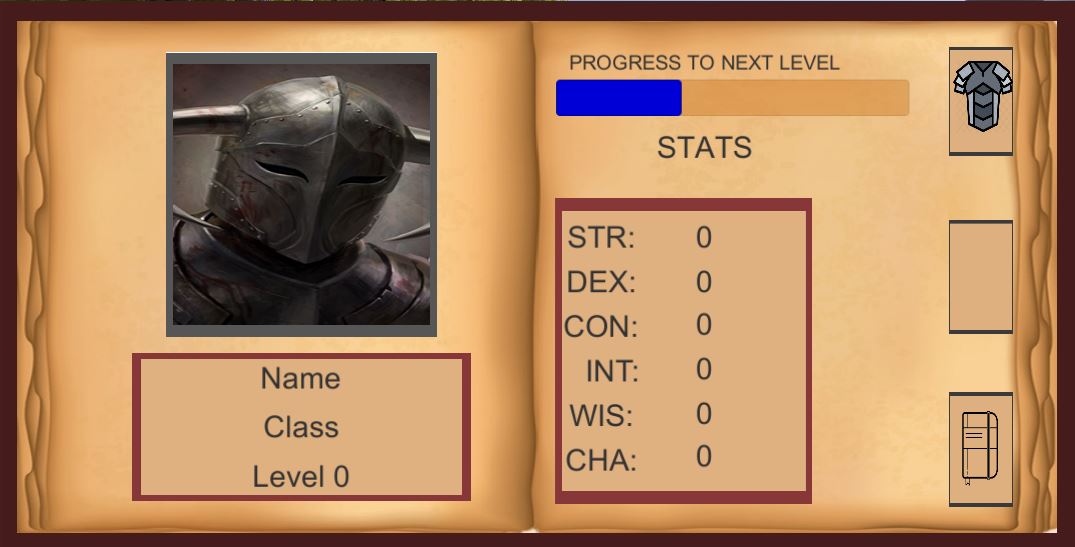 Name
Class
Level 0
PROGRESS TO NEXT LEVEL
STATS
STR: 0
DEX: 0
CON: 0
INT: 0
WIS: 0
CHA: 0